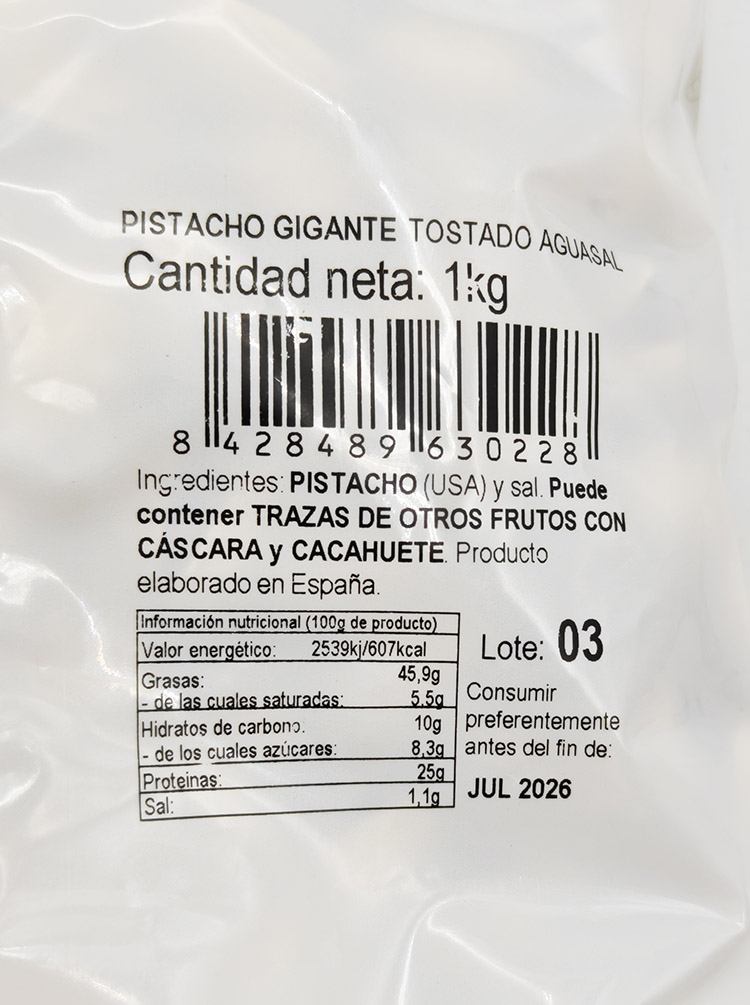 PISTACHO GIGANTE TOSTADO AGUASAL
Cantidad neta: 1kg
8 428489 630228
Ingredientes: PISTACHO (USA) y sal. Puede
contener TRAZAS DE OTROS FRUTOS CON
CÁSCARA y CACAHUETE. Producto
elaborado en España.
Información nutricional (100g de producto)
Valor energético: 2539kj/607kcal
Grasas: 45,9g
- de las cuales saturadas: 5.5g
Hidratos de carbono. 10g
- de los cuales azúcares: 8,3g
Proteinas: 25g
Sal: 1,1g
Lote: 03
Consumir
preferentemente
antes del fin de:
JUL 2026